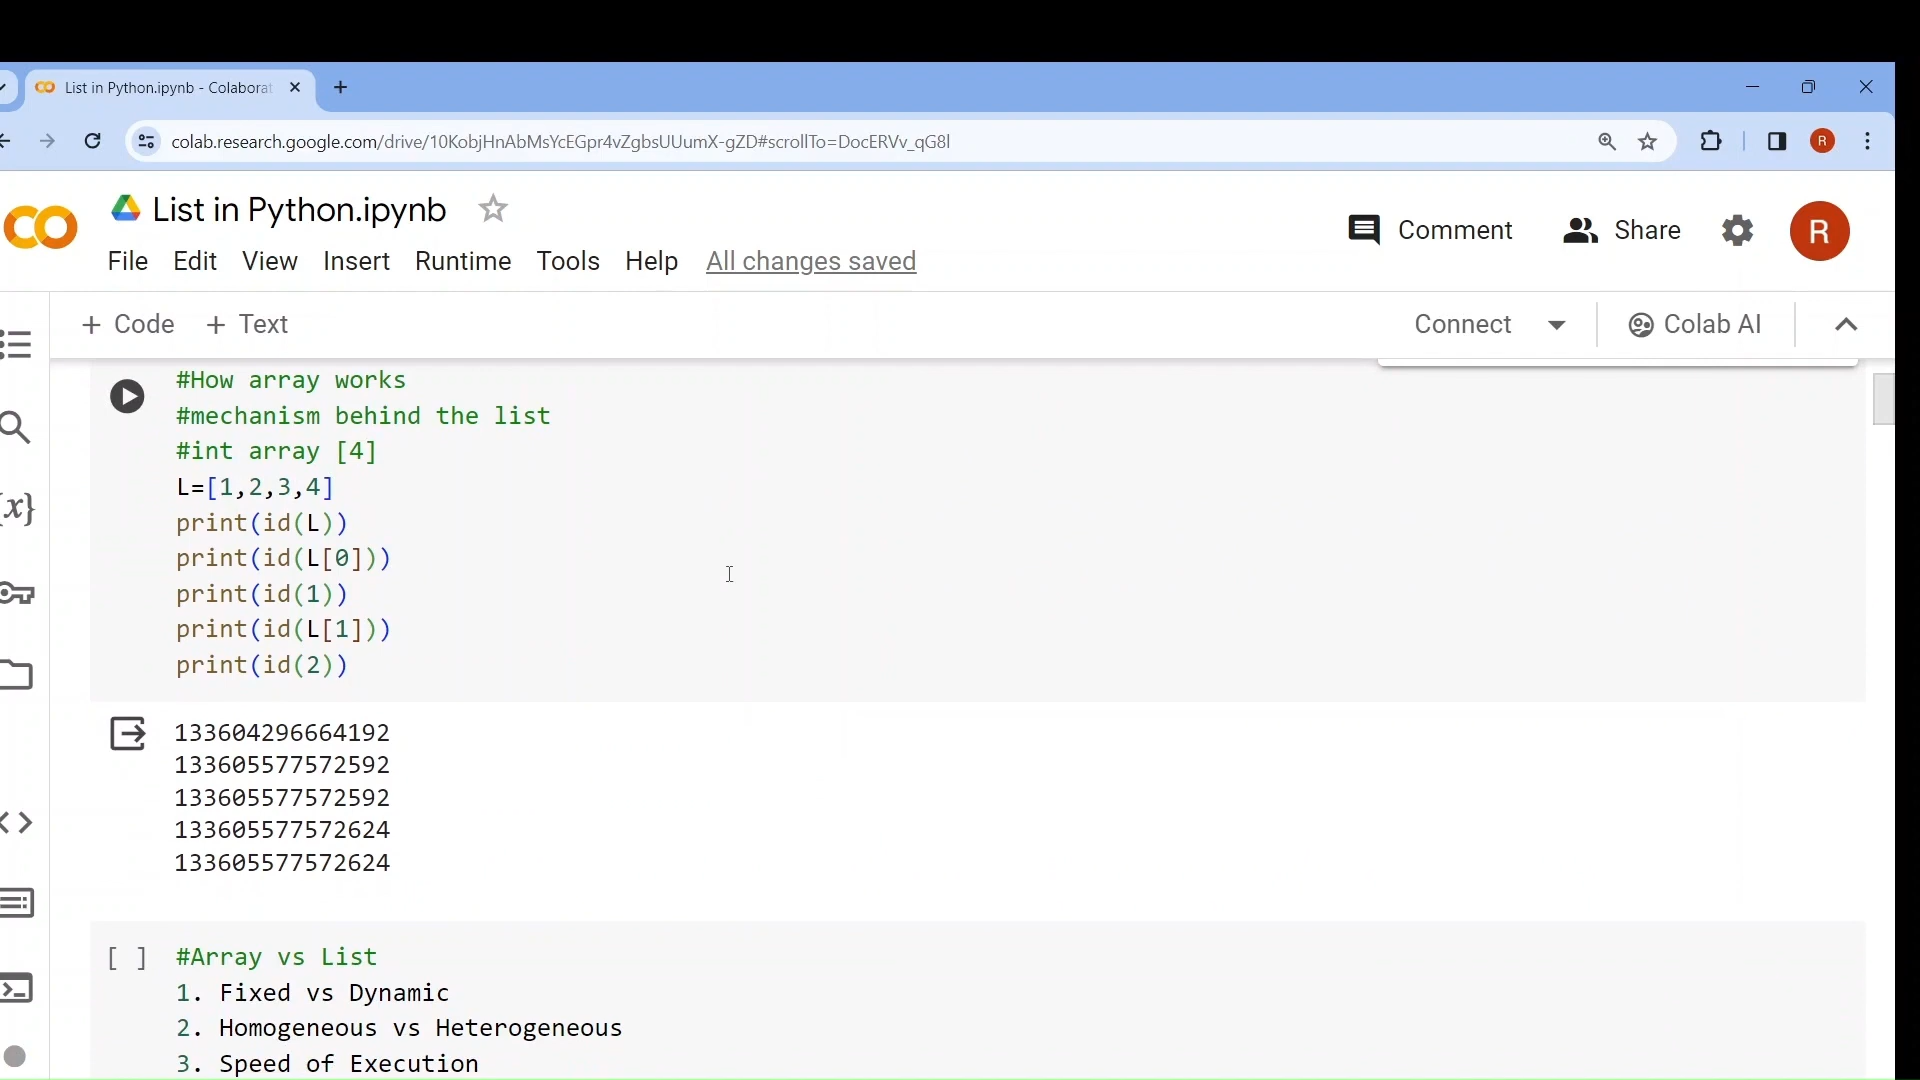 List in Python.ipynb - Colaborat
colab.research.google.com/drive/10KobjHnAbMsYcEGpr4vZgbsUUumX-gZD#scrollTo=DocERVv_qG8l
R
List in Python.ipynb
Comment
Share
R
File Edit View Insert Runtime Tools Help All changes saved
+ Code + Text
Connect
Colab AI
#How array works
#mechanism behind the list
#int array [4]
L=[1,2,3,4]
print(id(L))
print(id(L[0]))
print(id(1))
print(id(L[1]))
print(id(2))
{x}
133604296664192
133605577572592
133605577572592
133605577572624
133605577572624
[ ] #Array vs List
1. Fixed vs Dynamic
2. Homogeneous vs Heterogeneous
3. Speed of Execution